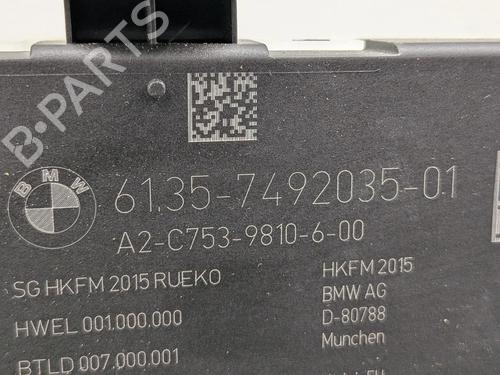 B-PARTS
BMW
61.35-7492035-01
A2-C753-9810-6-00
SG HKFM 2015 RUEKO
HWEL 001.000.000
BTLD 007.000.001
HKFM 2015
BMW AG
D-80788
Munchen